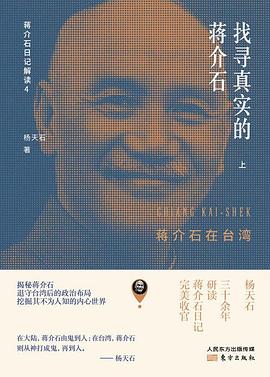 找寻真实的
蒋介石
上
蒋介石日记解读 4
杨天石
著
CHIANG KAI-SHEK
蒋介石在台湾
揭秘蒋介石
退守台湾后的政治布局
挖掘其不为人知的内心世界
在大陆，蒋介石由鬼到人；在台湾，蒋介石
则从神打成鬼，再到人。
——杨天石
杨天石
三十余年
研读
蒋介石日记
完美收官
人民东方出版传媒
东方出版社